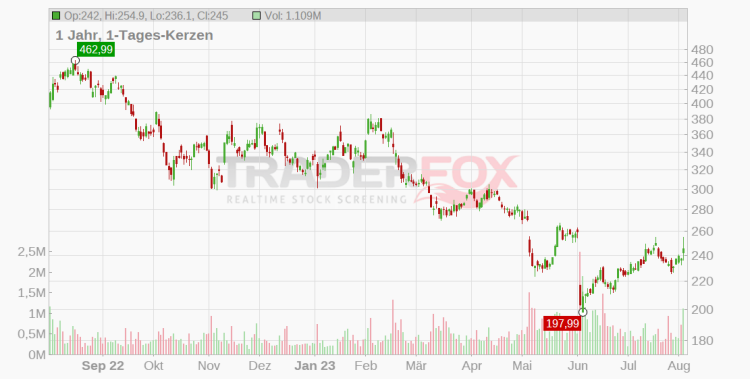 Op:242, Hi:254.9, Lo:236.1, Cl:245 Vol: 1.109M
1 Jahr, 1-Tages-Kerzen
462,99
480
460
440
420
400
380
360
340
320
300
280
260
240
220
200
180
2,5M
2M
1,5M
1M
0,5M
0M
TRADERFOX
REALTIME STOCK SCREENING
197,99
Sep 22 Okt Nov Dez Jan 23 Feb Mär Apr Mai Jun Jul Aug